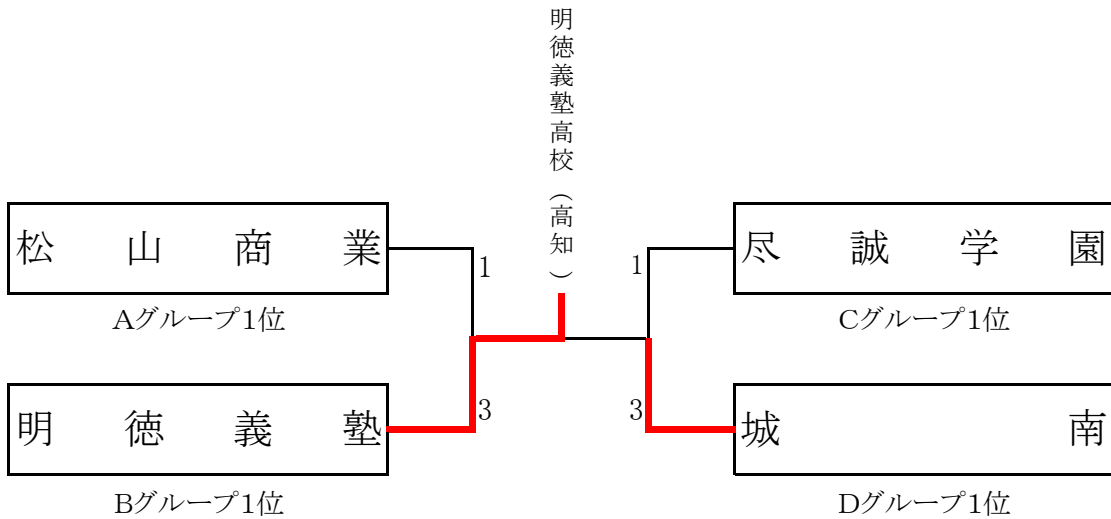 明徳義塾高校（高知）
松山商業
1
1
尽誠学園
Aグループ1位
Cグループ1位
明徳義塾
3
3
城南
Bグループ1位
Dグループ1位